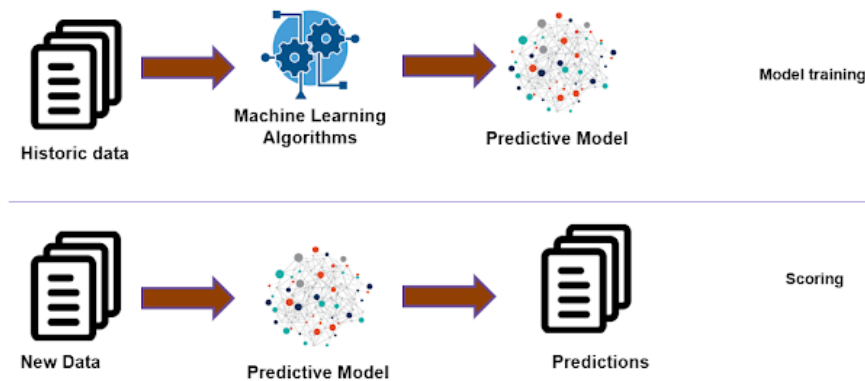 Historic data
Machine Learning
Algorithms
Predictive Model
Model training
New Data
Predictive Model
Predictions
Scoring